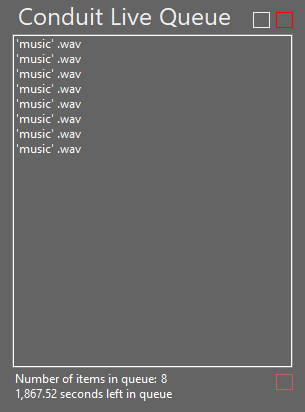 Conduit Live Queue
'music' .wav
'music' .wav
'music' .wav
'music' .wav
'music' .wav
'music' .wav
'music' .wav
'music' .wav
Number of items in queue: 8
1,867.52 seconds left in queue